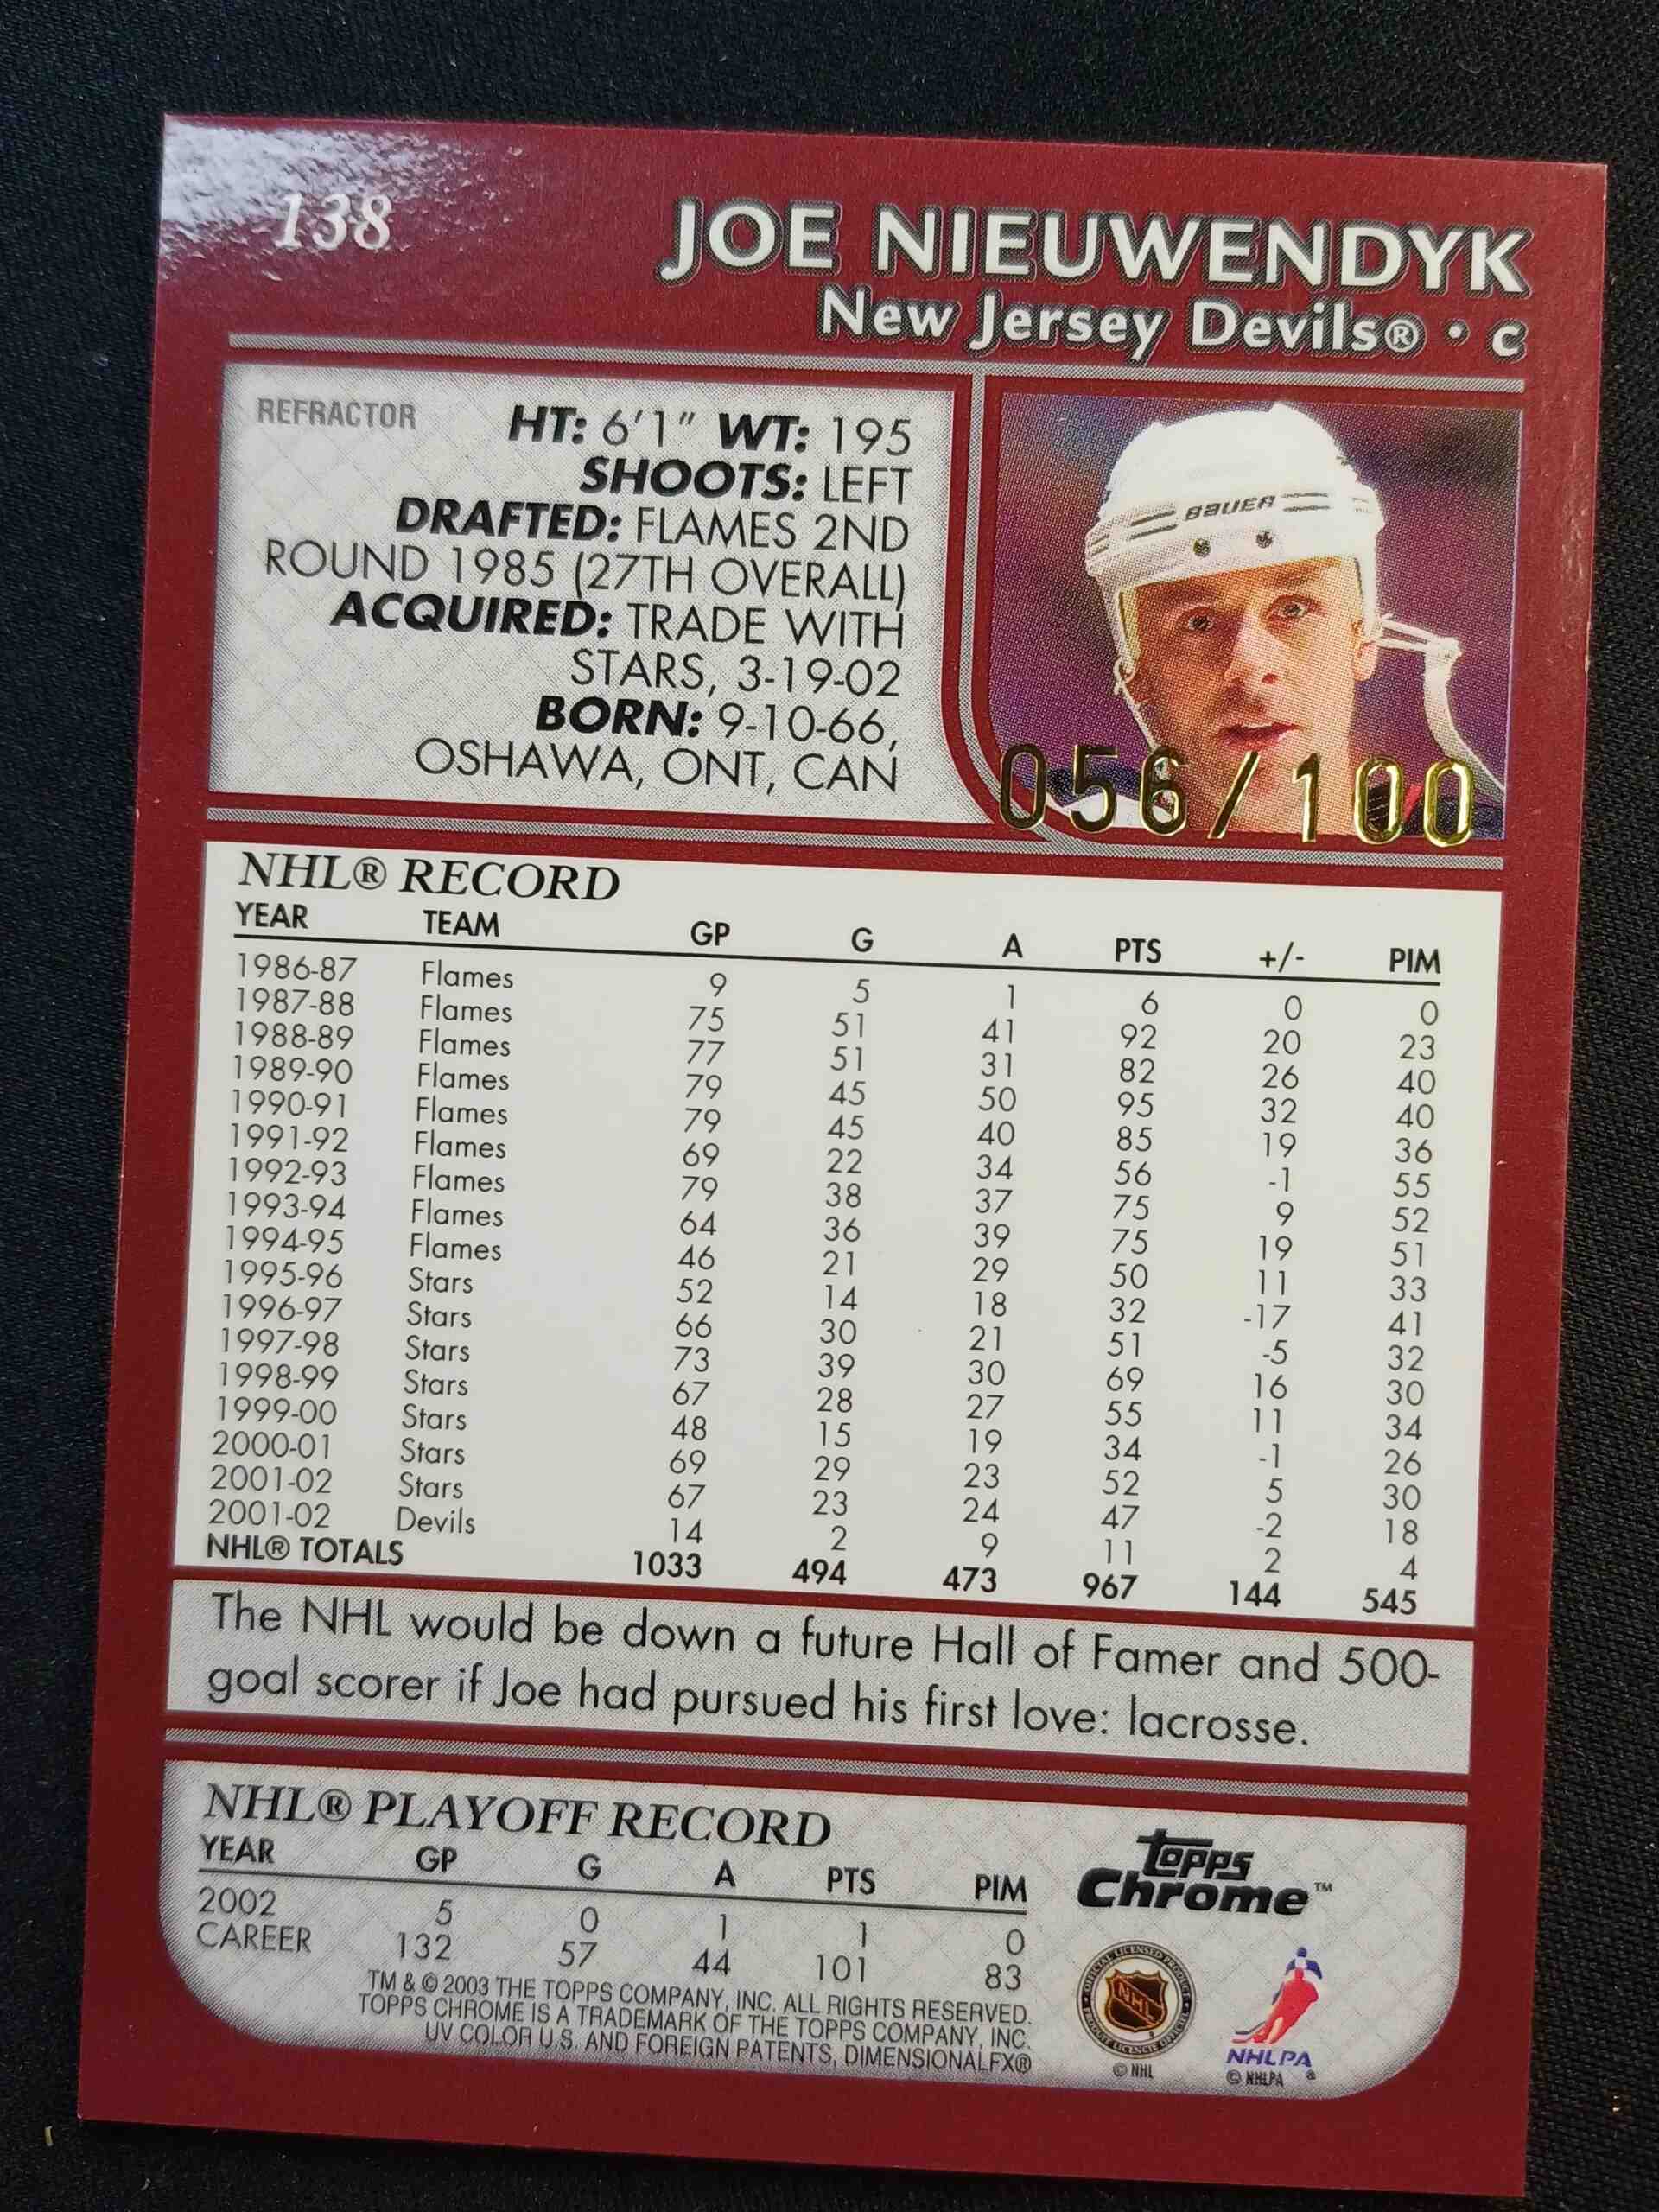 138
JOE NIEUWENDYK
New Jersey Devils® • C
REFRACTOR
HT: 6'1" WT: 195
SHOOTS: LEFT
DRAFTED: FLAMES 2ND
ROUND 1985 (27TH OVERALL)
ACQUIRED: TRADE WITH
STARS, 3-19-02
BORN: 9-10-66,
OSHAWA, ONT, CAN
BAUER
056/100
NHL® RECORD
YEAR TEAM GP G A PTS +/- PIM
1986-87 Flames 9 5 1 6 0 0
1987-88 Flames 75 51 41 92 20 23
1988-89 Flames 77 51 31 82 26 40
1989-90 Flames 79 45 50 95 32 40
1990-91 Flames 79 45 40 85 19 36
1991-92 Flames 69 22 34 56 -1 55
1992-93 Flames 79 38 37 75 9 52
1993-94 Flames 64 36 39 75 19 51
1994-95 Flames 46 21 29 50 11 33
1995-96 Stars 52 14 18 32 -17 41
1996-97 Stars 66 30 21 51 -5 32
1997-98 Stars 73 39 30 69 16 30
1998-99 Stars 67 28 27 55 11 34
1999-00 Stars 48 15 19 34 -1 26
2000-01 Stars 69 29 23 52 5 30
2001-02 Stars 67 23 24 47 -2 18
2001-02 Devils 14 2 9 11 2 4
NHL® TOTALS 1033 494 473 967 144 545
The NHL would be down a future Hall of Famer and 500-
goal scorer if Joe had pursued his first love: lacrosse.
NHL® PLAYOFF RECORD
YEAR GP G A PTS PIM
2002 5 0 1 1 0
CAREER 132 57 44 101 83
TM & © 2003 THE TOPPS COMPANY, INC. ALL RIGHTS RESERVED.
TOPPS CHROME IS A TRADEMARK OF THE TOPPS COMPANY, INC.
UV COLOR U.S. AND FOREIGN PATENTS, DIMENSIONALFX®
Topps
Chrome™
OFFICIAL LICENSED PRODUCT
NHL
© NHL
NHLPA
© NHLPA ®